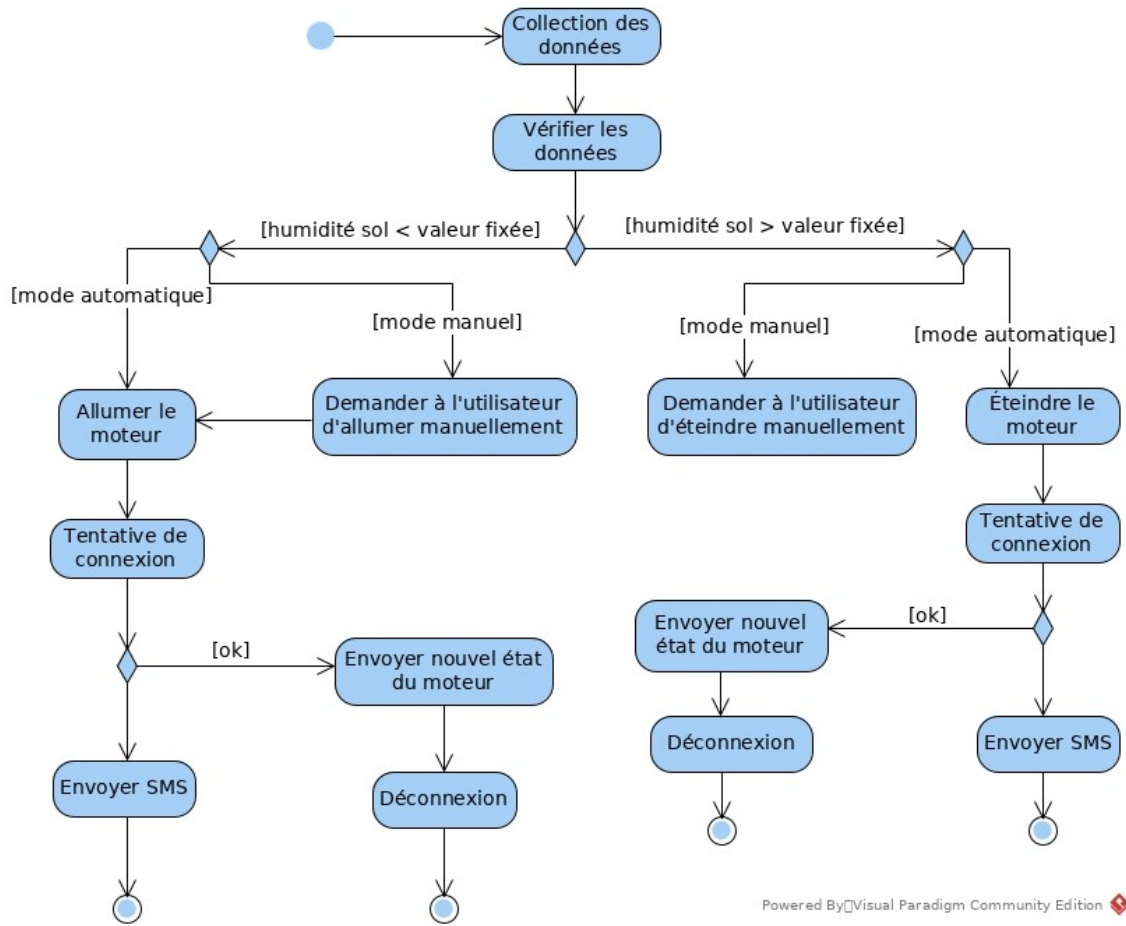 Collection des
données
Vérifier les
données
[humidité sol < valeur fixée]
[humidité sol > valeur fixée]
[mode automatique]
[mode manuel]
[mode manuel]
[mode automatique]
Allumer le
moteur
Demander à l'utilisateur
d'allumer manuellement
Demander à l'utilisateur
d'éteindre manuellement
Éteindre le
moteur
Tentative de
connexion
Tentative de
connexion
[ok]
Envoyer nouvel état
du moteur
Envoyer nouvel
état du moteur
[ok]
Envoyer SMS
Déconnexion
Déconnexion
Envoyer SMS
Powered By▯Visual Paradigm Community Edition